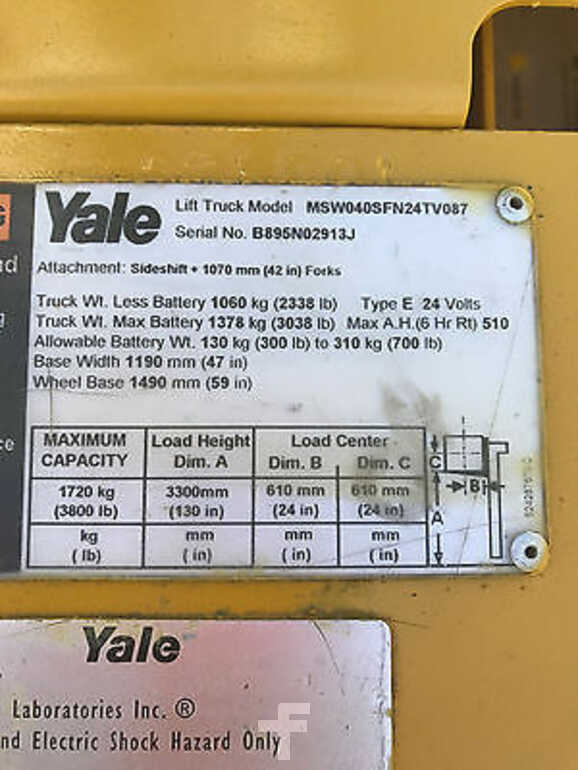 Yale Lift Truck Model MSW040SFN24TV087
Serial No. B895N02913J
Attachment: Sideshift + 1070 mm (42 in) Forks
Truck Wt. Less Battery 1060 kg (2338 lb) Type E 24 Volts
Truck Wt. Max Battery 1378 kg (3038 lb) Max A.H.(6 Hr Rt) 510
Allowable Battery Wt. 130 kg (300 lb) to 310 kg (700 lb)
Base Width 1190 mm (47 in)
Wheel Base 1490 mm (59 in)
MAXIMUM Load Height Load Center
CAPACITY Dim. A Dim. B Dim. C
1720 kg 3300mm 610 mm 610 mm
(3800 lb) (130 in) (24 in) (24 in)
kg mm mm mm
( lb) ( in) ( in) ( in)
C
B
A
Yale
Laboratories Inc. ®
nd Electric Shock Hazard Only